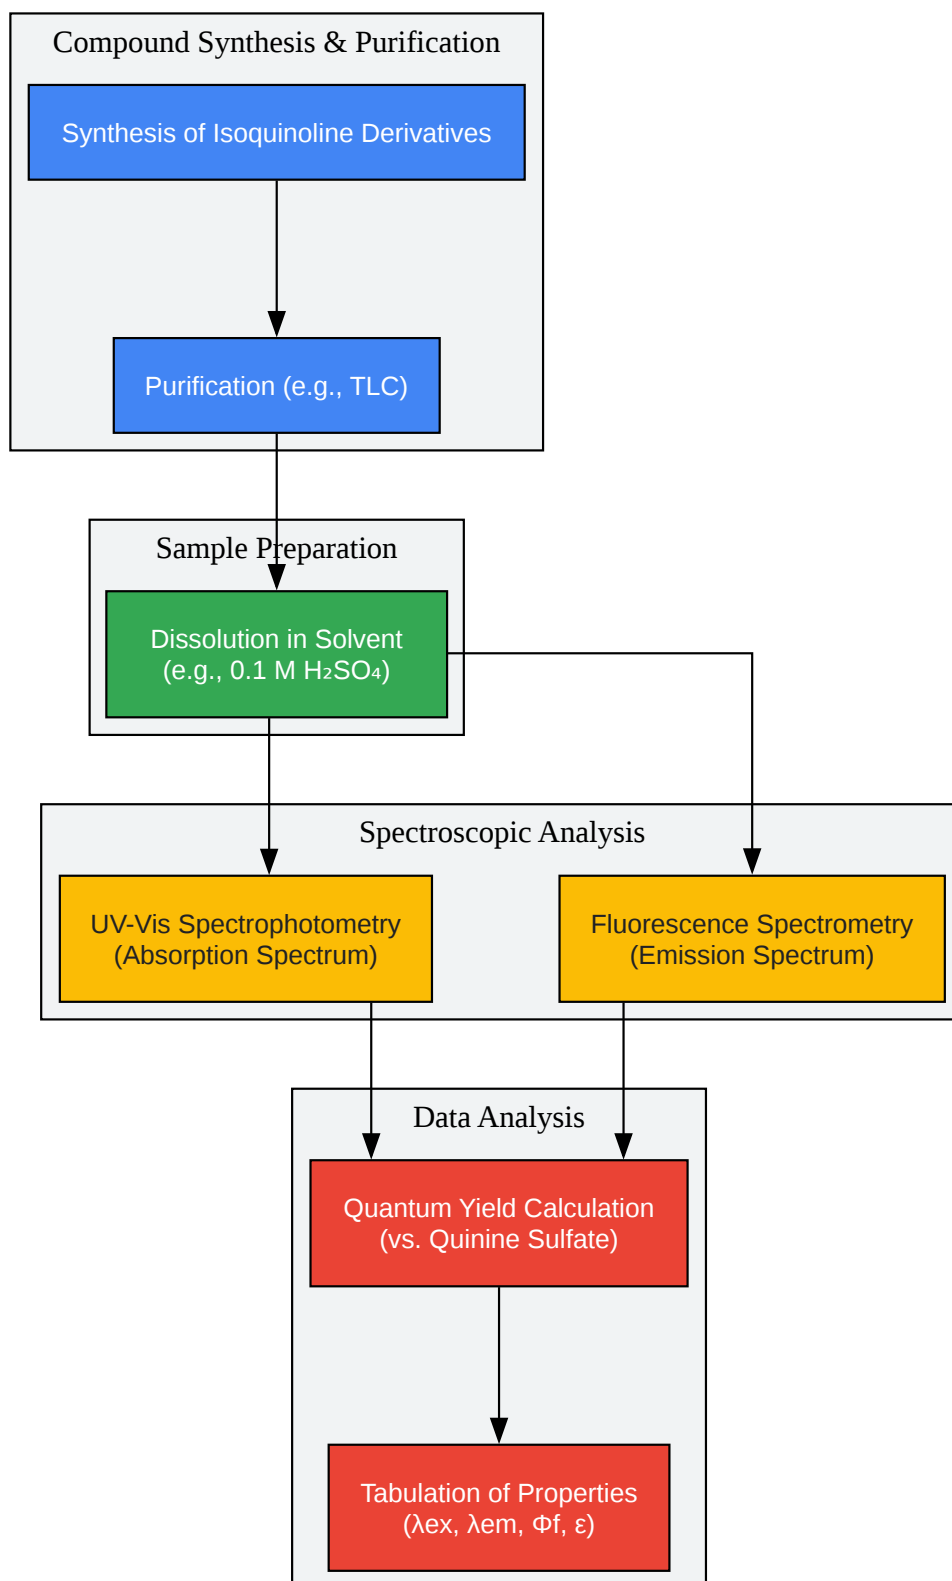 Compound Synthesis & Purification
Synthesis of Isoquinoline Derivatives
Purification (e.g., TLC)
Sample Preparation
Dissolution in Solvent
(e.g., 0.1 M H₂SO₄)
Spectroscopic Analysis
UV-Vis Spectrophotometry
(Absorption Spectrum)
Fluorescence Spectrometry
(Emission Spectrum)
Data Analysis
Quantum Yield Calculation
(vs. Quinine Sulfate)
Tabulation of Properties
(λex, λem, Φf, ε)